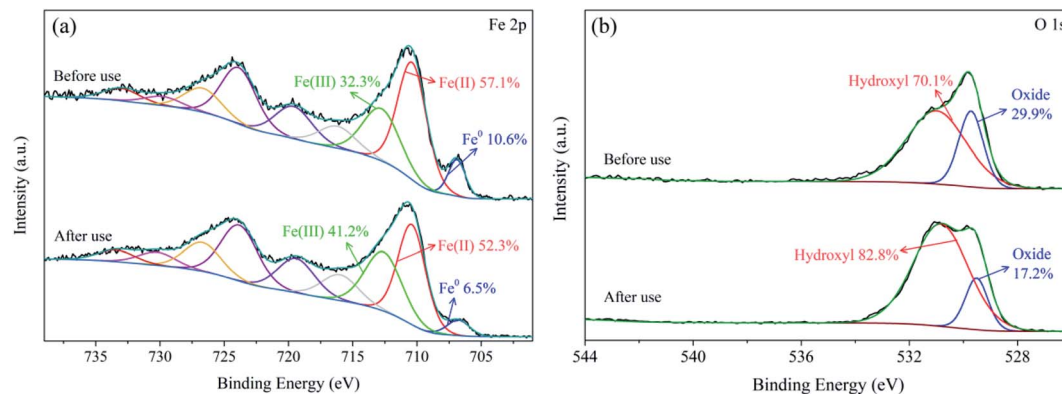 (a)
Fe 2p
Before use
Fe(III) 32.3%
Fe(II) 57.1%
Fe⁰ 10.6%
After use
Fe(III) 41.2%
Fe(II) 52.3%
Fe⁰ 6.5%
Intensity (a.u.)
735 730 725 720 715 710 705
Binding Energy (eV)
(b)
O 1s
Hydroxyl 70.1%
Oxide
29.9%
Before use
Hydroxyl 82.8%
Oxide
17.2%
After use
Intensity (a.u.)
544 540 536 532 528
Binding Energy (eV)